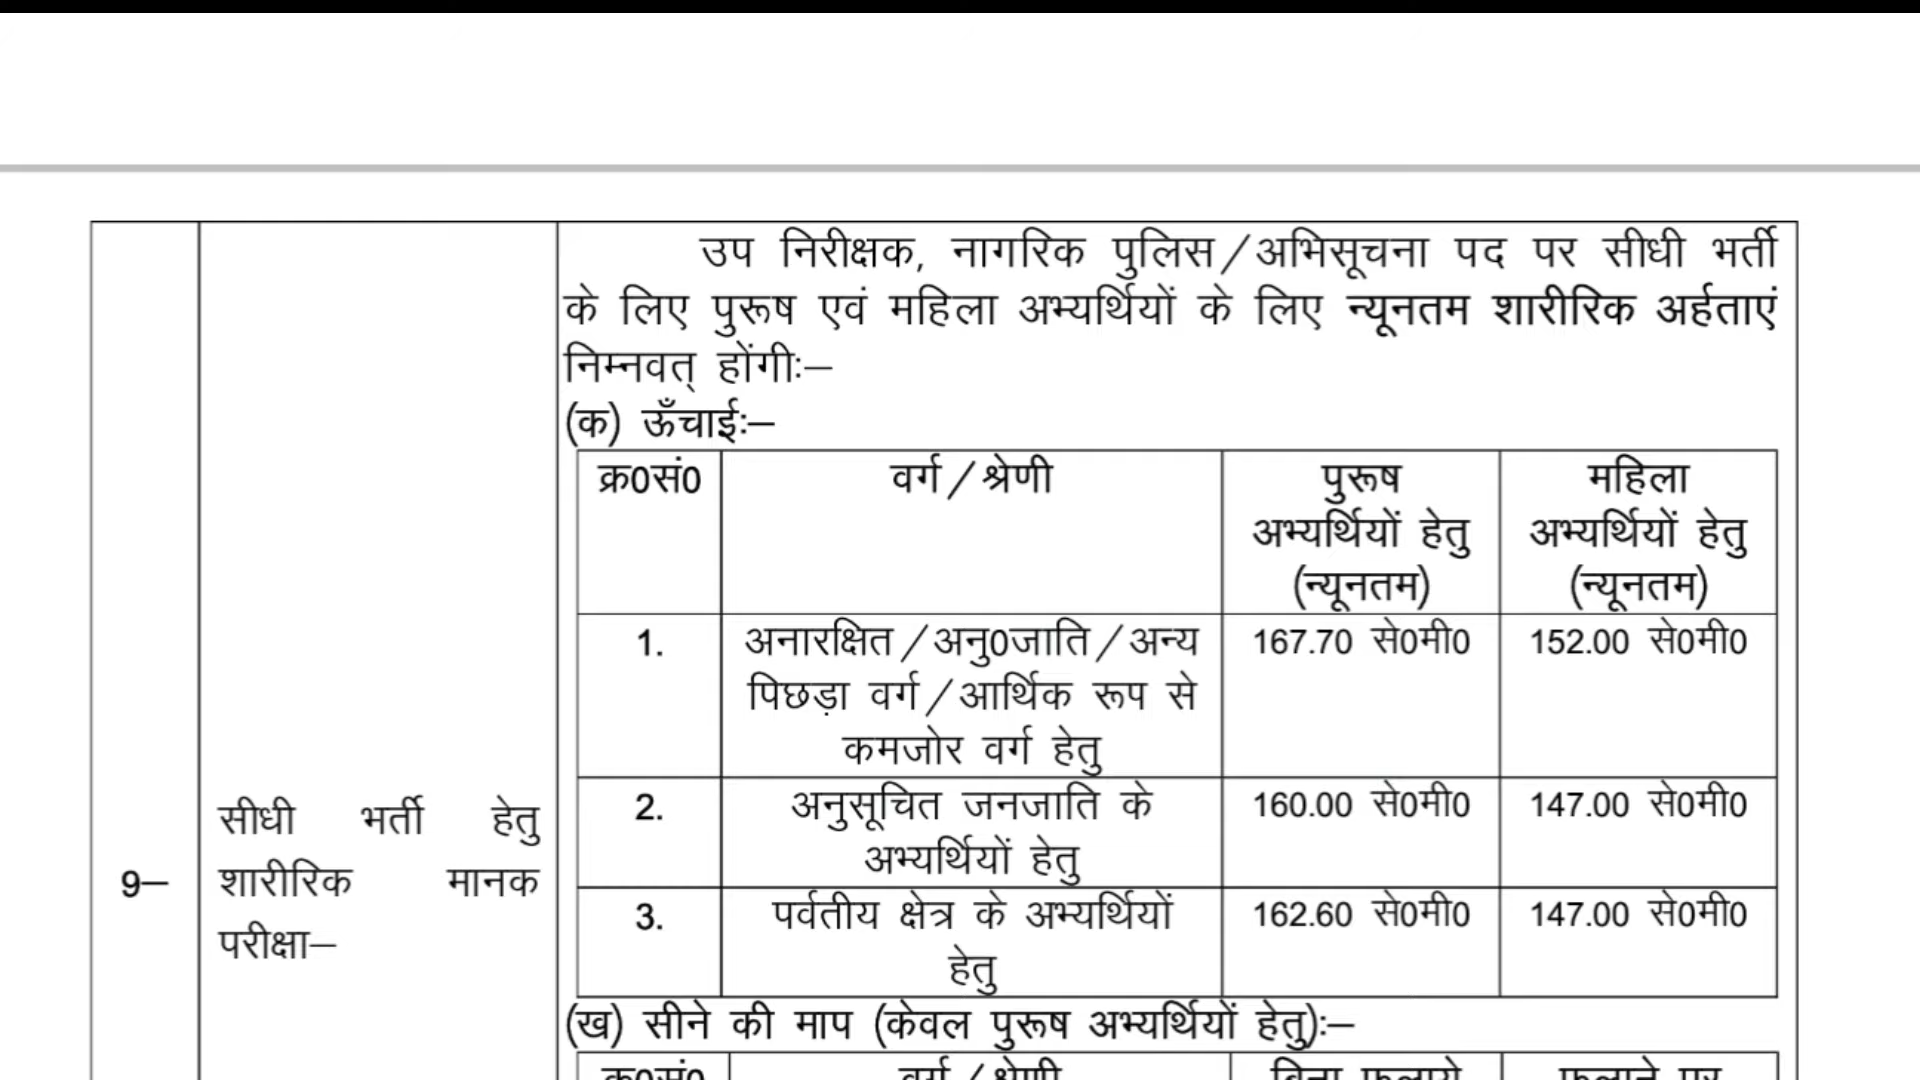 उप निरीक्षक, नागरिक पुलिस/अभिसूचना पद पर सीधी भर्ती
के लिए पुरूष एवं महिला अभ्यर्थियों के लिए न्यूनतम शारीरिक अर्हताएं
निम्नवत् होंगीः–
(क) ऊँचाईः–
क्र0सं0 वर्ग/श्रेणी पुरूष महिला
अभ्यर्थियों हेतु अभ्यर्थियों हेतु
(न्यूनतम) (न्यूनतम)
1. अनारक्षित/अनु0जाति/अन्य 167.70 से0मी0 152.00 से0मी0
पिछड़ा वर्ग/आर्थिक रूप से
कमजोर वर्ग हेतु
2. अनुसूचित जनजाति के 160.00 से0मी0 147.00 से0मी0
अभ्यर्थियों हेतु
3. पर्वतीय क्षेत्र के अभ्यर्थियों 162.60 से0मी0 147.00 से0मी0
हेतु
9– सीधी भर्ती हेतु
शारीरिक मानक
परीक्षा–
(ख) सीने की माप (केवल पुरूष अभ्यर्थियों हेतु):–
क्र0सं0 वर्ग/श्रेणी बिना फुलाये फुलाने पर